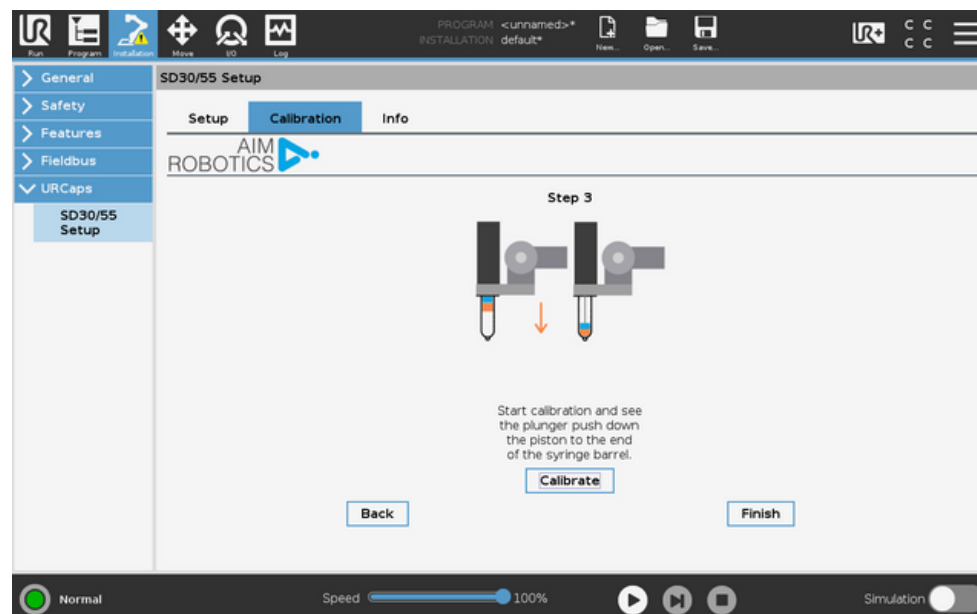 PROGRAM <unnamed>*
INSTALLATION default*
Run
Program
Installation
Move
I/O
Log
New...
Open...
Save...
UR+
C C
C C
General
Safety
Features
Fieldbus
URCaps
SD30/55
Setup
SD30/55 Setup
Setup Calibration Info
AIM
ROBOTICS
Step 3
Start calibration and see
the plunger push down
the piston to the end
of the syringe barrel.
Calibrate
Back
Finish
Normal
Speed 100%
Simulation